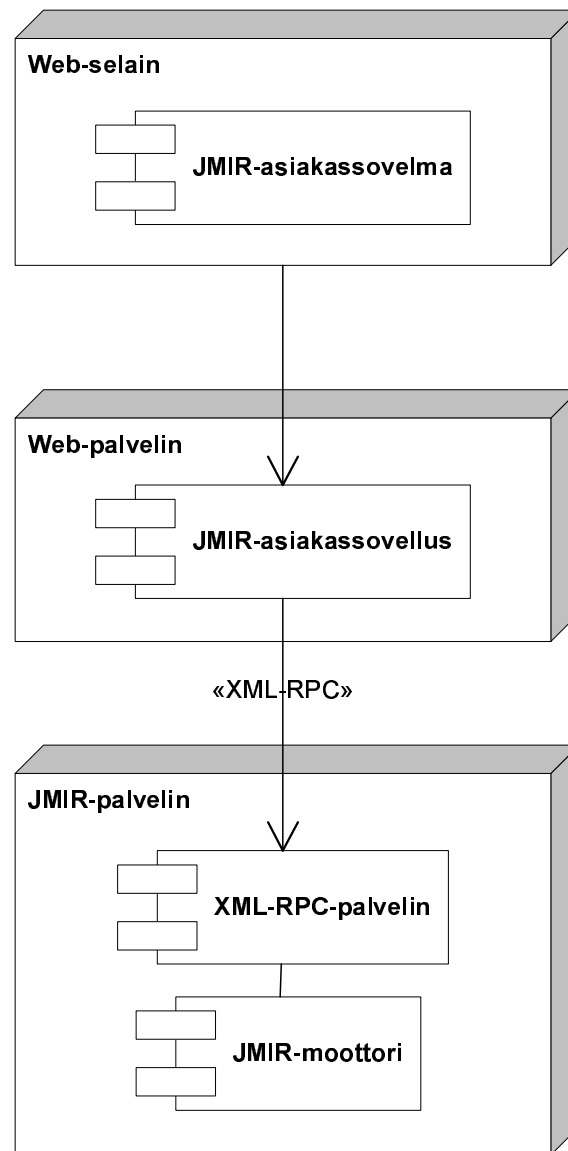 Web-selain
JMIR-asiakassovelma
Web-palvelin
JMIR-asiakassovellus
«XML-RPC»
JMIR-palvelin
XML-RPC-palvelin
JMIR-moottori